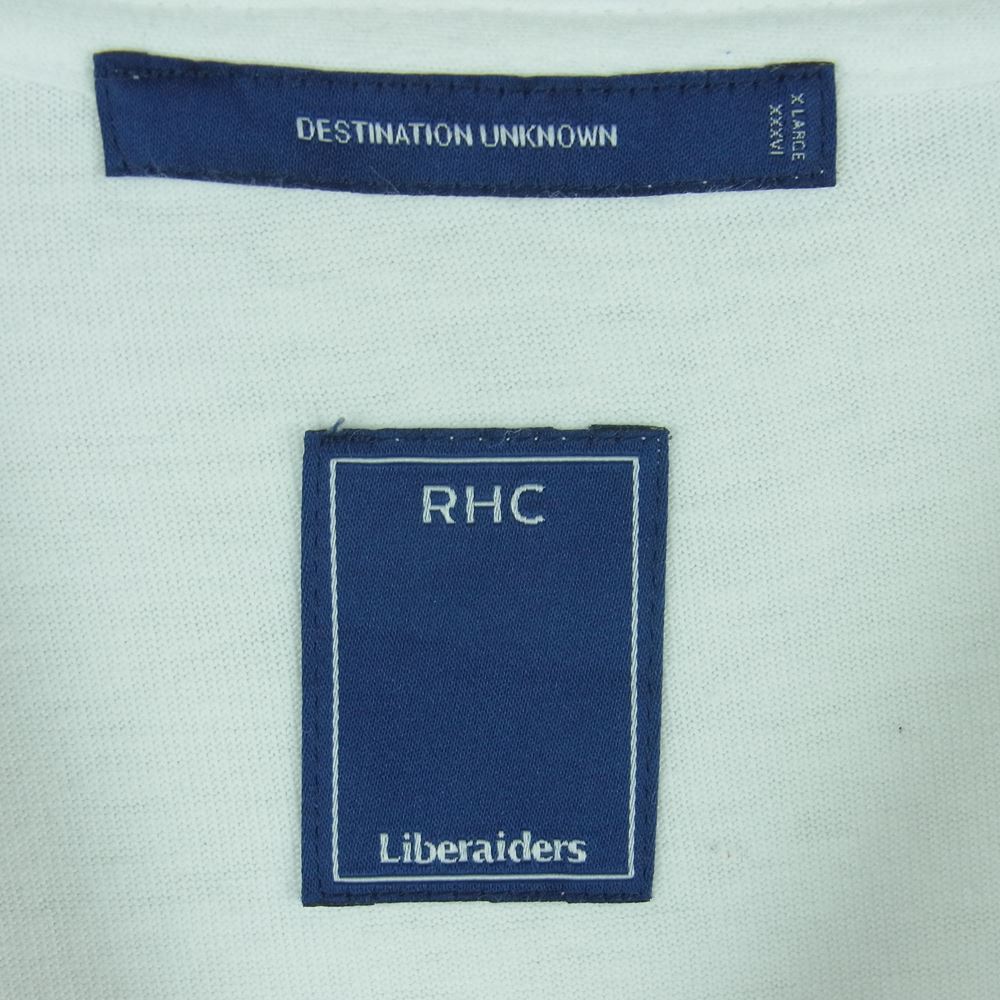 DESTINATION UNKNOWN
X LARGE
XXXVI
RHC
Liberaiders